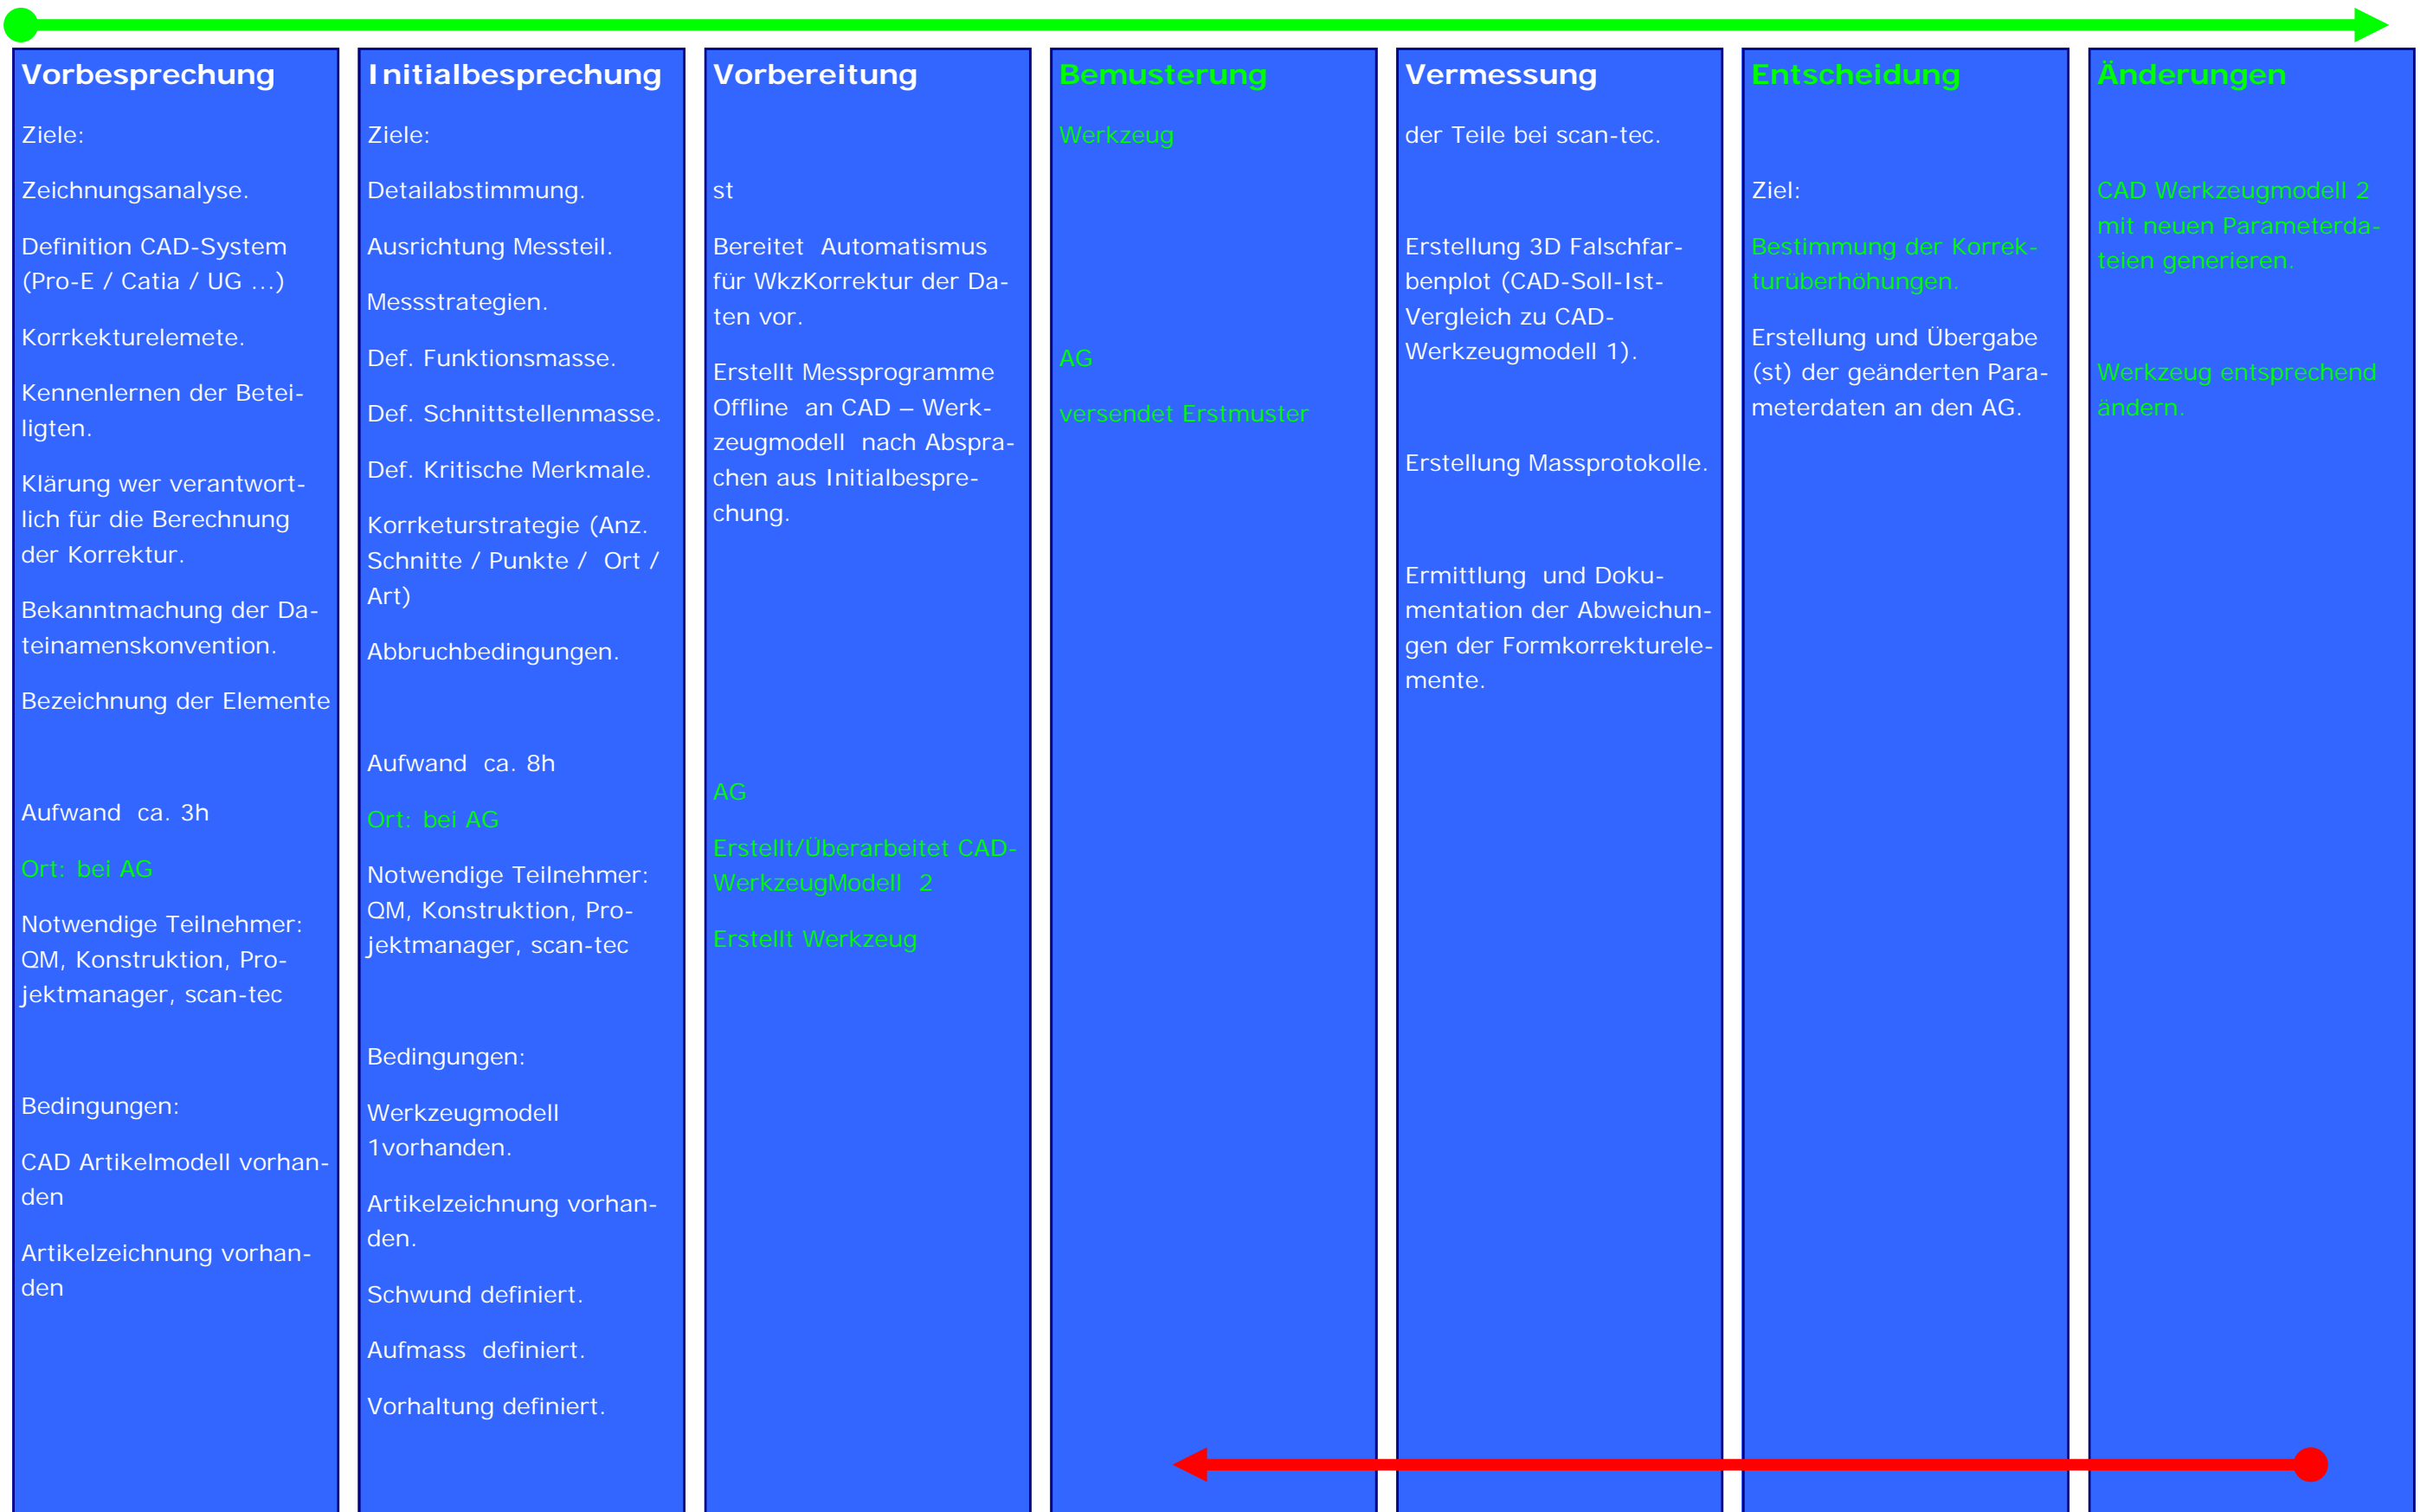 Vorbesprechung
Ziele:
Zeichnungsanalyse.
Definition CAD-System
(Pro-E / Catia / UG ...)
Korrkekturelemete.
Kennenlernen der Betei-
ligten.
Klärung wer verantwort-
lich für die Berechnung
der Korrektur.
Bekanntmachung der Da-
teinamenskonvention.
Bezeichnung der Elemente
Aufwand  ca. 3h
Ort: bei AG
Notwendige Teilnehmer:
QM, Konstruktion, Pro-
jektmanager, scan-tec
Bedingungen:
CAD Artikelmodell vorhan-
den
Artikelzeichnung vorhan-
den
Initialbesprechung
Ziele:
Detailabstimmung.
Ausrichtung Messteil.
Messstrategien.
Def. Funktionsmasse.
Def. Schnittstellenmasse.
Def. Kritische Merkmale.
Korrketurstrategie (Anz.
Schnitte / Punkte /  Ort /
Art)
Abbruchbedingungen.
Aufwand  ca. 8h
Ort: bei AG
Notwendige Teilnehmer:
QM, Konstruktion, Pro-
jektmanager, scan-tec
Bedingungen:
Werkzeugmodell
1vorhanden.
Artikelzeichnung vorhan-
den.
Schwund definiert.
Aufmass  definiert.
Vorhaltung definiert.
Vorbereitung
st
Bereitet  Automatismus
für WkzKorrektur der Da-
ten vor.
Erstellt Messprogramme
Offline  an CAD – Werk-
zeugmodell  nach Abspra-
chen aus Initialbespre-
chung.
AG
Erstellt/Überarbeitet CAD-
WerkzeugModell  2
Erstellt Werkzeug
Bemusterung
Werkzeug
AG
versendet Erstmuster
Vermessung
der Teile bei scan-tec.
Erstellung 3D Falschfar-
benplot (CAD-Soll-Ist-
Vergleich zu CAD-
Werkzeugmodell 1).
Erstellung Massprotokolle.
Ermittlung  und Doku-
mentation der Abweichun-
gen der Formkorrekturele-
mente.
Entscheidung
Ziel:
Bestimmung der Korrek-
turüberhöhungen.
Erstellung und Übergabe
(st) der geänderten Para-
meterdaten an den AG.
Änderungen
CAD Werkzeugmodell 2
mit neuen Parameterda-
teien generieren.
Werkzeug entsprechend
ändern.